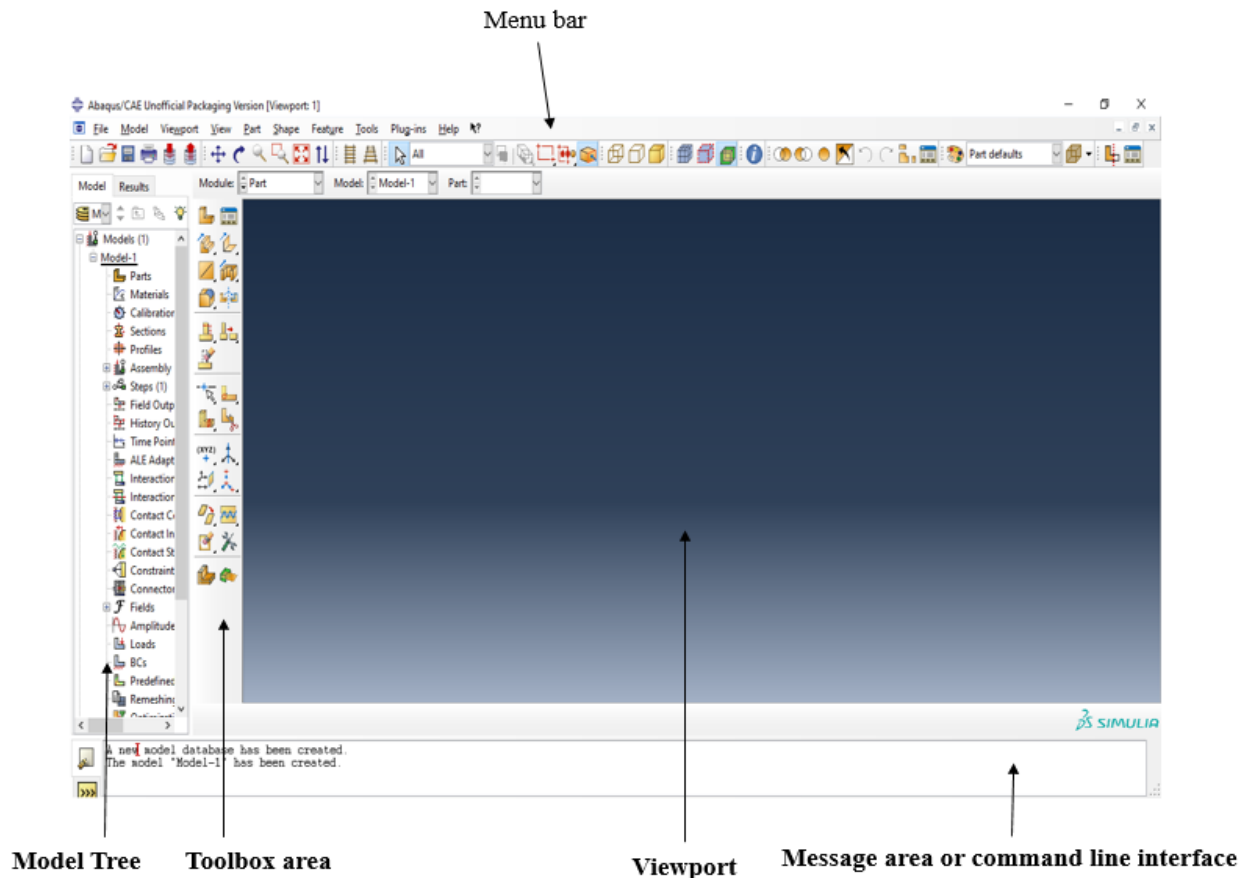 Menu bar
Abaqus/CAE Unofficial Packaging Version [Viewport: 1]
File Model Viewport View Part Shape Feature Tools Plug-ins Help
All
Part defaults
Model Results
Module: Part Model: Model-1 Part:
M
Models (1)
Model-1
Parts
Materials
Calibration
Sections
Profiles
Assembly
Steps (1)
Field Outp
History Ou
Time Point
ALE Adapt
Interaction
Interaction
Contact C
Contact In
Contact St
Constraint
Connector
Fields
Amplitude
Loads
BCs
Predefined
Remeshing
(XYZ)
SIMULIA
A new model database has been created.
The model "Model-1" has been created.
>>>
Model Tree Toolbox area Viewport Message area or command line interface